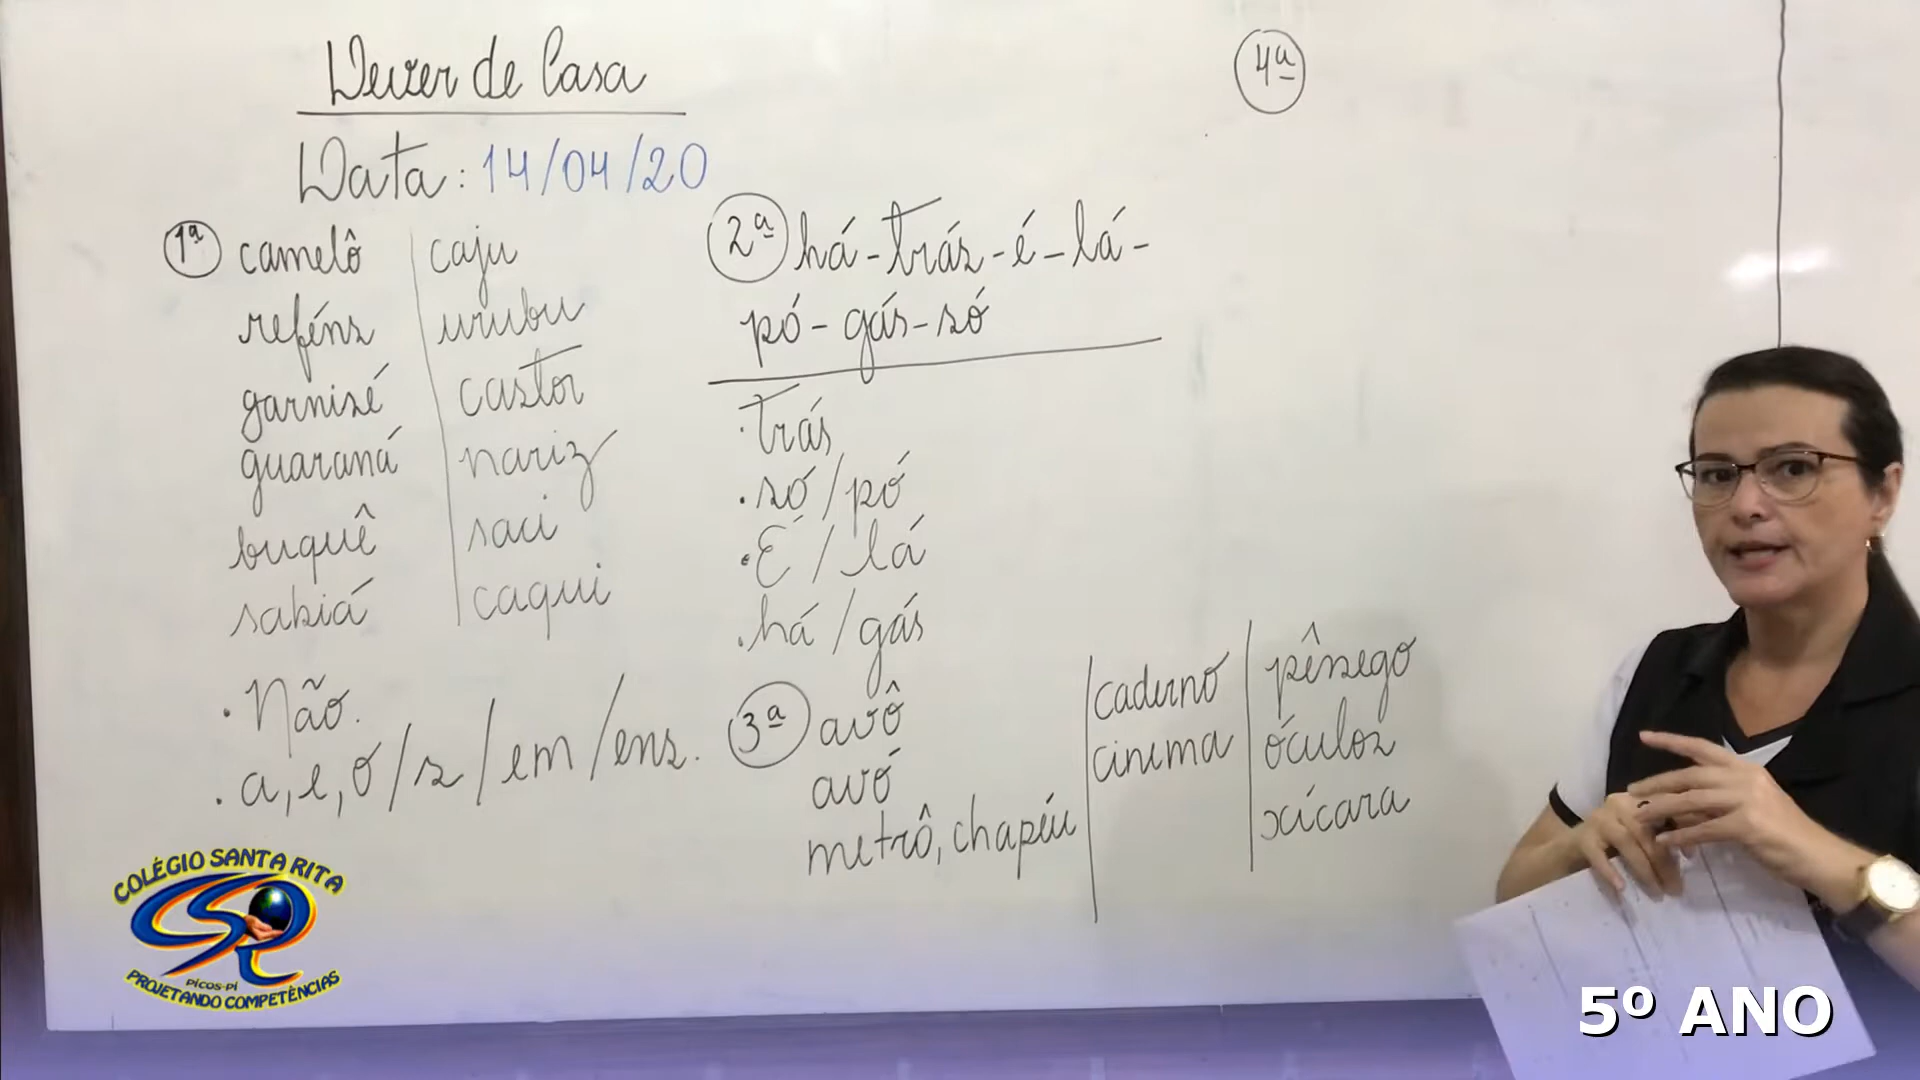 Dever de Casa
Data: 14/04/20
1ª camelô caju
reféns urubu
garnisé castor
guaraná nariz
buquê saci
sabiá caqui
. Não.
. a, e, o/s/em/ens.
2ª há - trás - é - lá -
pó - gás - só
. trás
. só / pó
. É / lá
. há / gás
3ª avô
avó
metrô, chapéu
caderno
cinema
pêssego
óculos
xícara
4ª
COLÉGIO SANTA RITA
CSR
PICOS-PI
PROJETANDO COMPETÊNCIAS
5º ANO